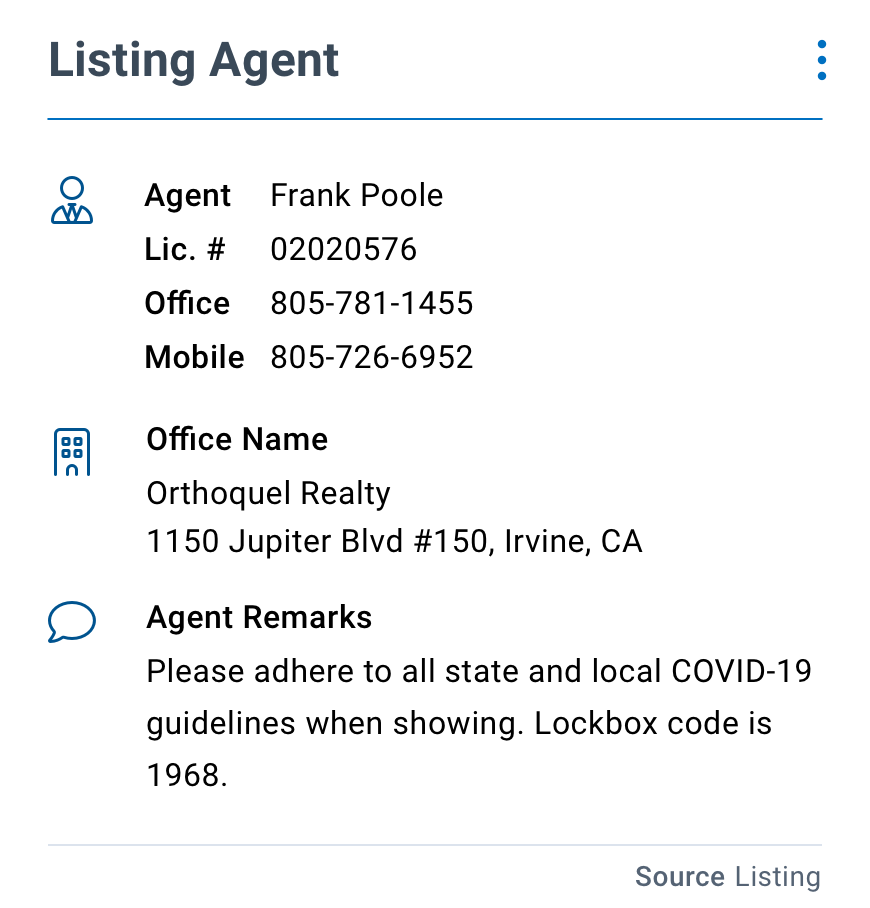 Listing Agent
Agent Frank Poole
Lic. # 02020576
Office 805-781-1455
Mobile 805-726-6952
Office Name
Orthoquel Realty
1150 Jupiter Blvd #150, Irvine, CA
Agent Remarks
Please adhere to all state and local COVID-19
guidelines when showing. Lockbox code is
1968.
Source Listing